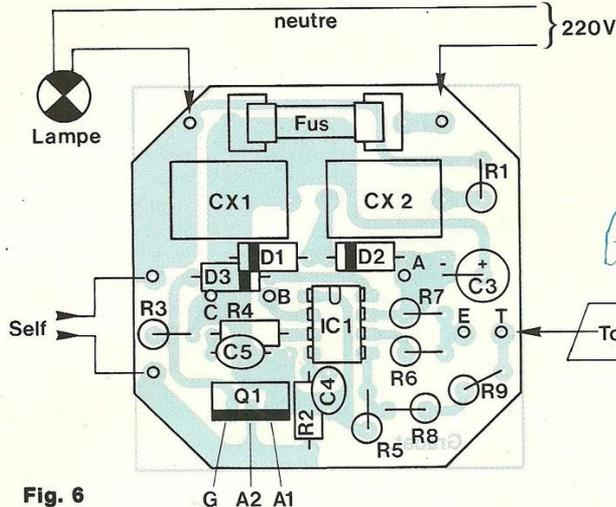 neutre
220V
Lampe
Fus
R1
CX1
CX 2
D1
D2
A
- +
C3
D3
C
B
R7
E
T
R3
R4
IC1
Self
To
C5
R6
R9
Q1
C4
R2
R8
R5
Fig. 6
G A2 A1